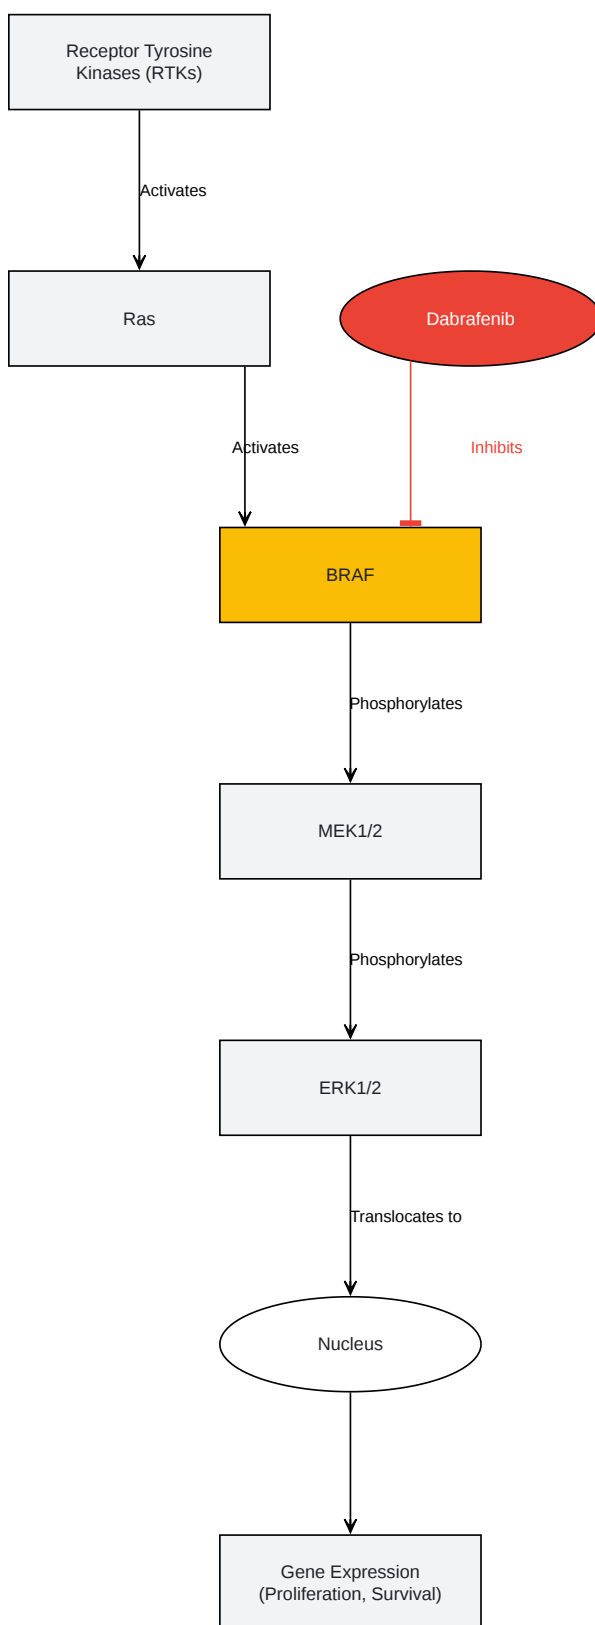 Receptor Tyrosine
Kinases (RTKs)
Activates
Ras
Dabrafenib
Activates
Inhibits
BRAF
Phosphorylates
MEK1/2
Phosphorylates
ERK1/2
Translocates to
Nucleus
Gene Expression
(Proliferation, Survival)